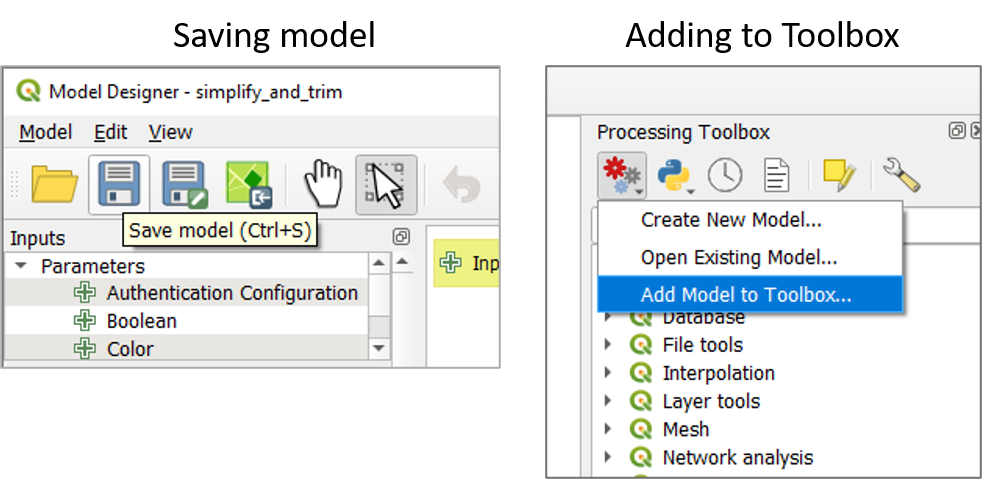 Saving model
Adding to Toolbox
Model Designer - simplify_and_trim
Model Edit View
Save model (Ctrl+S)
Inputs
Parameters
Authentication Configuration
Boolean
Color
Inp
Processing Toolbox
Create New Model...
Open Existing Model...
Add Model to Toolbox...
Database
File tools
Interpolation
Layer tools
Mesh
Network analysis